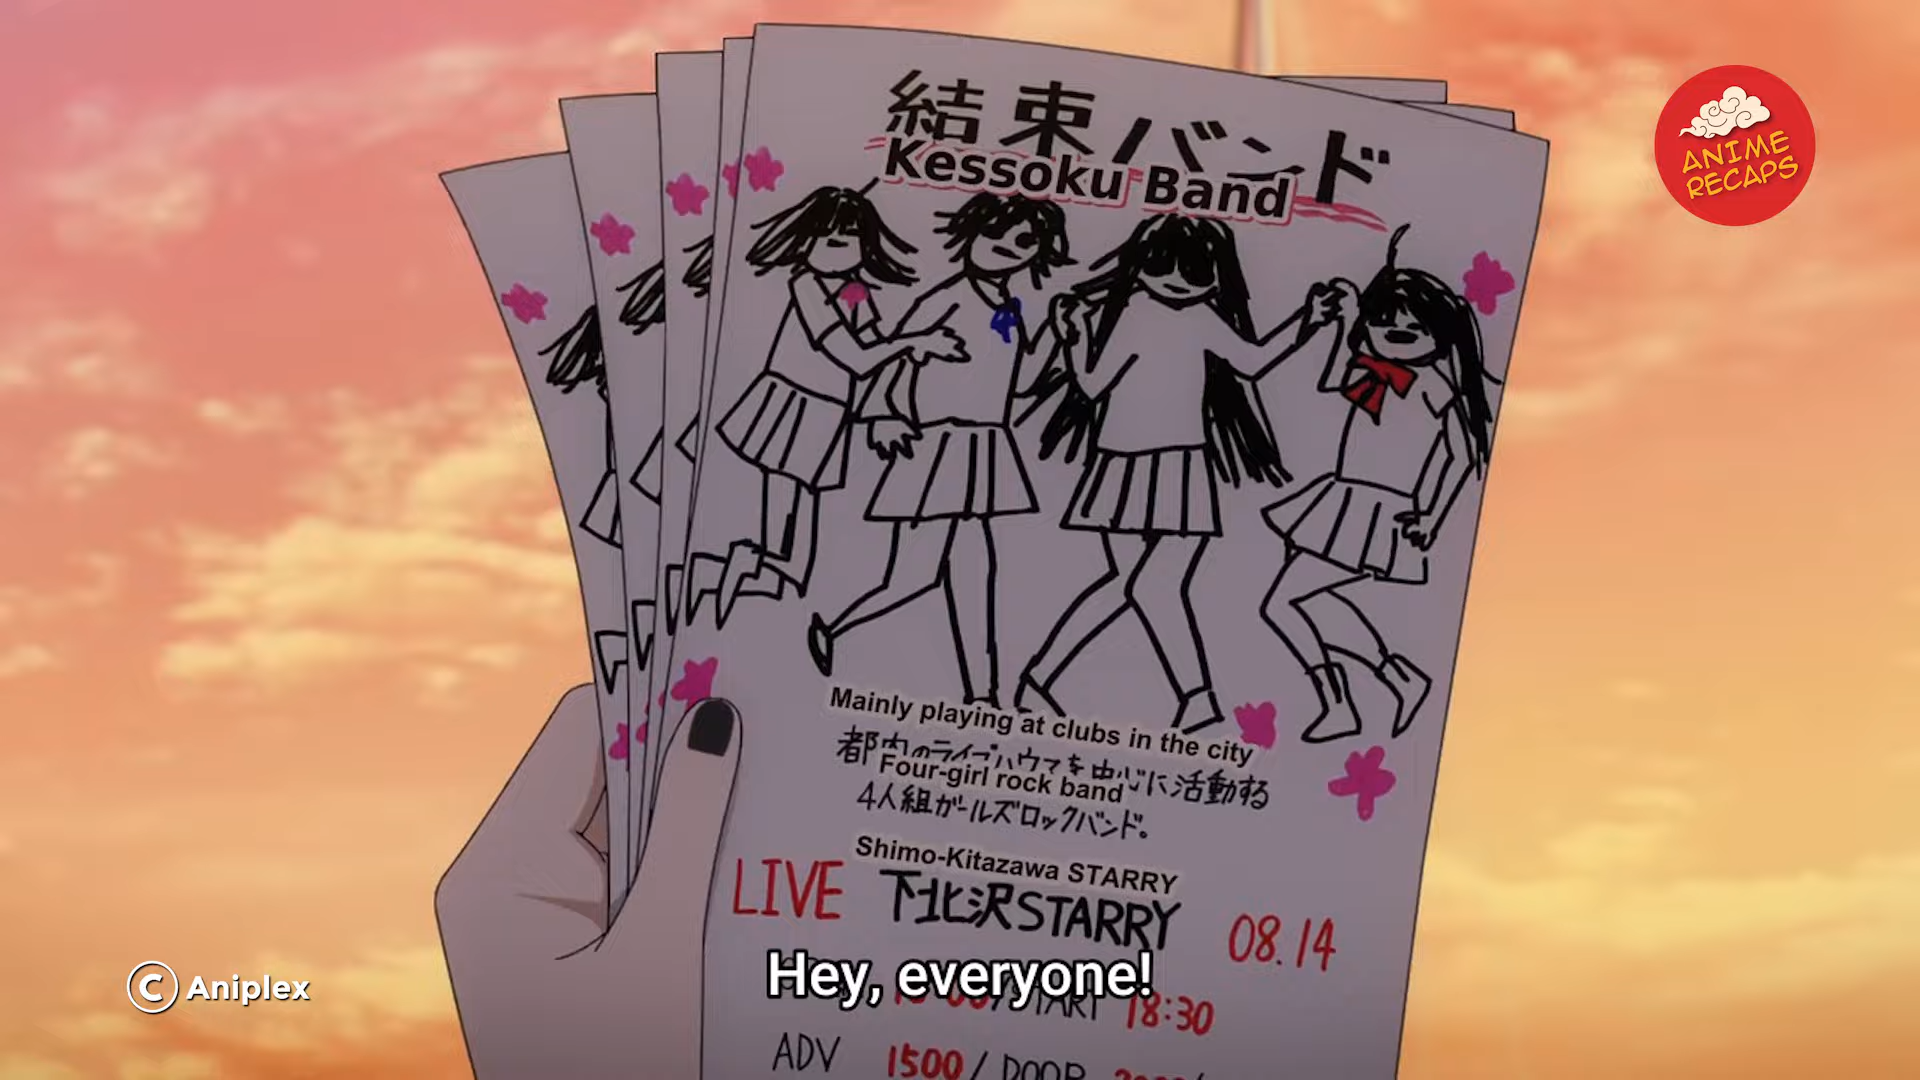 結束バンド
Kessoku Band
ANIME
RECAPS
Mainly playing at clubs in the city
都内のライブハウスを中心に活動する
Four-girl rock band
4人組ガールズロックバンド。
Shimo-Kitazawa STARRY
LIVE 下北沢STARRY 08.14
Hey, everyone!
/START 18:30
ADV 1500 / DOOR
© Aniplex